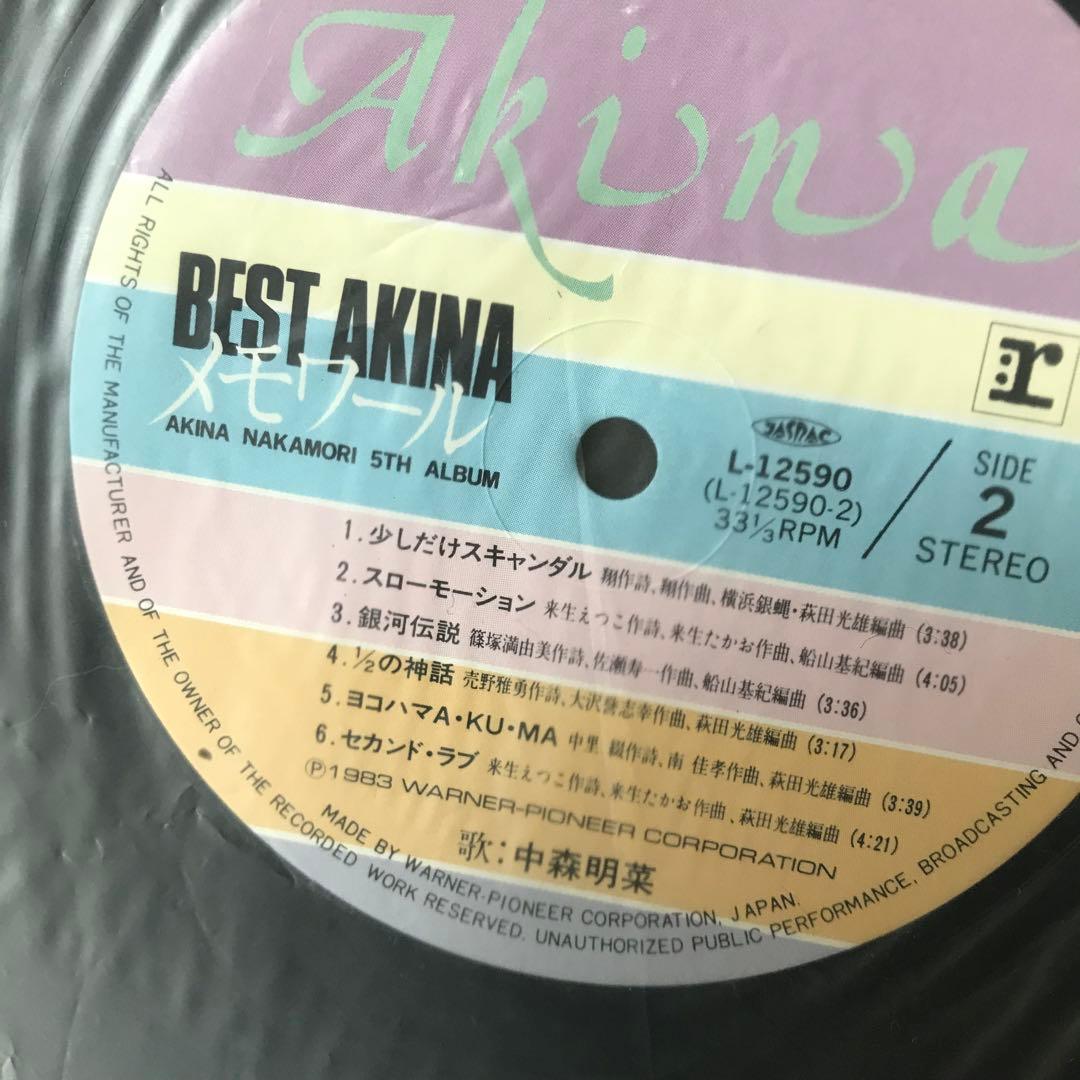 Akina
BEST AKINA
メモワール
AKINA NAKAMORI 5TH ALBUM
r
JASRAC
L-12590
(L-12590-2)
33⅓RPM
SIDE
2
STEREO
1. 少しだけスキャンダル 翔作詩、翔作曲、横浜銀蝿・萩田光雄編曲 (3:38)
2. スローモーション 来生えつこ作詩、来生たかお作曲、船山基紀編曲 (4:05)
3. 銀河伝説 篠塚満由美作詩、佐瀬寿一作曲、船山基紀編曲 (3:36)
4. ½の神話 売野雅勇作詩、大沢誉志幸作曲、萩田光雄編曲 (3:17)
5. ヨコハマA・KU・MA 中里 綴作詩、南 佳孝作曲、萩田光雄編曲 (3:39)
6. セカンド・ラブ 来生えつこ作詩、来生たかお作曲、萩田光雄編曲 (4:21)
Ⓟ1983 WARNER-PIONEER CORPORATION
歌：中森明菜
MADE BY WARNER-PIONEER CORPORATION, JAPAN.
ALL RIGHTS OF THE MANUFACTURER AND OF THE OWNER OF THE RECORDED WORK RESERVED. UNAUTHORIZED PUBLIC PERFORMANCE, BROADCASTING AND